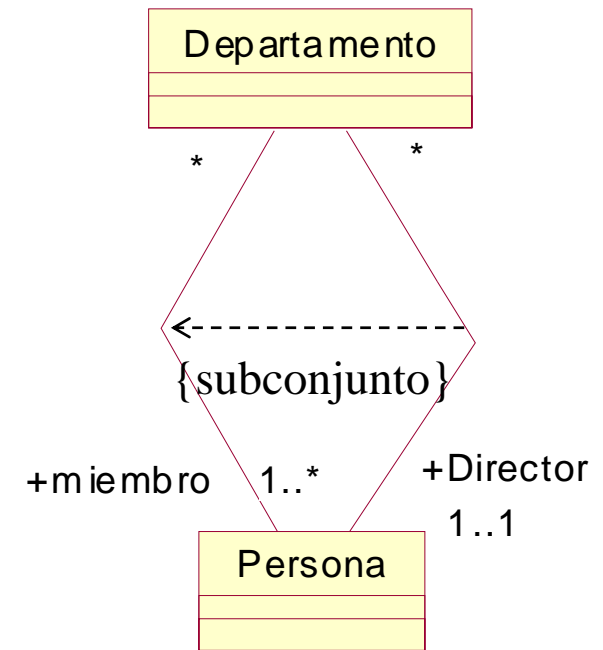 Departamento
* *
{subconjunto}
+miembro 1..* +Director
1..1
Persona